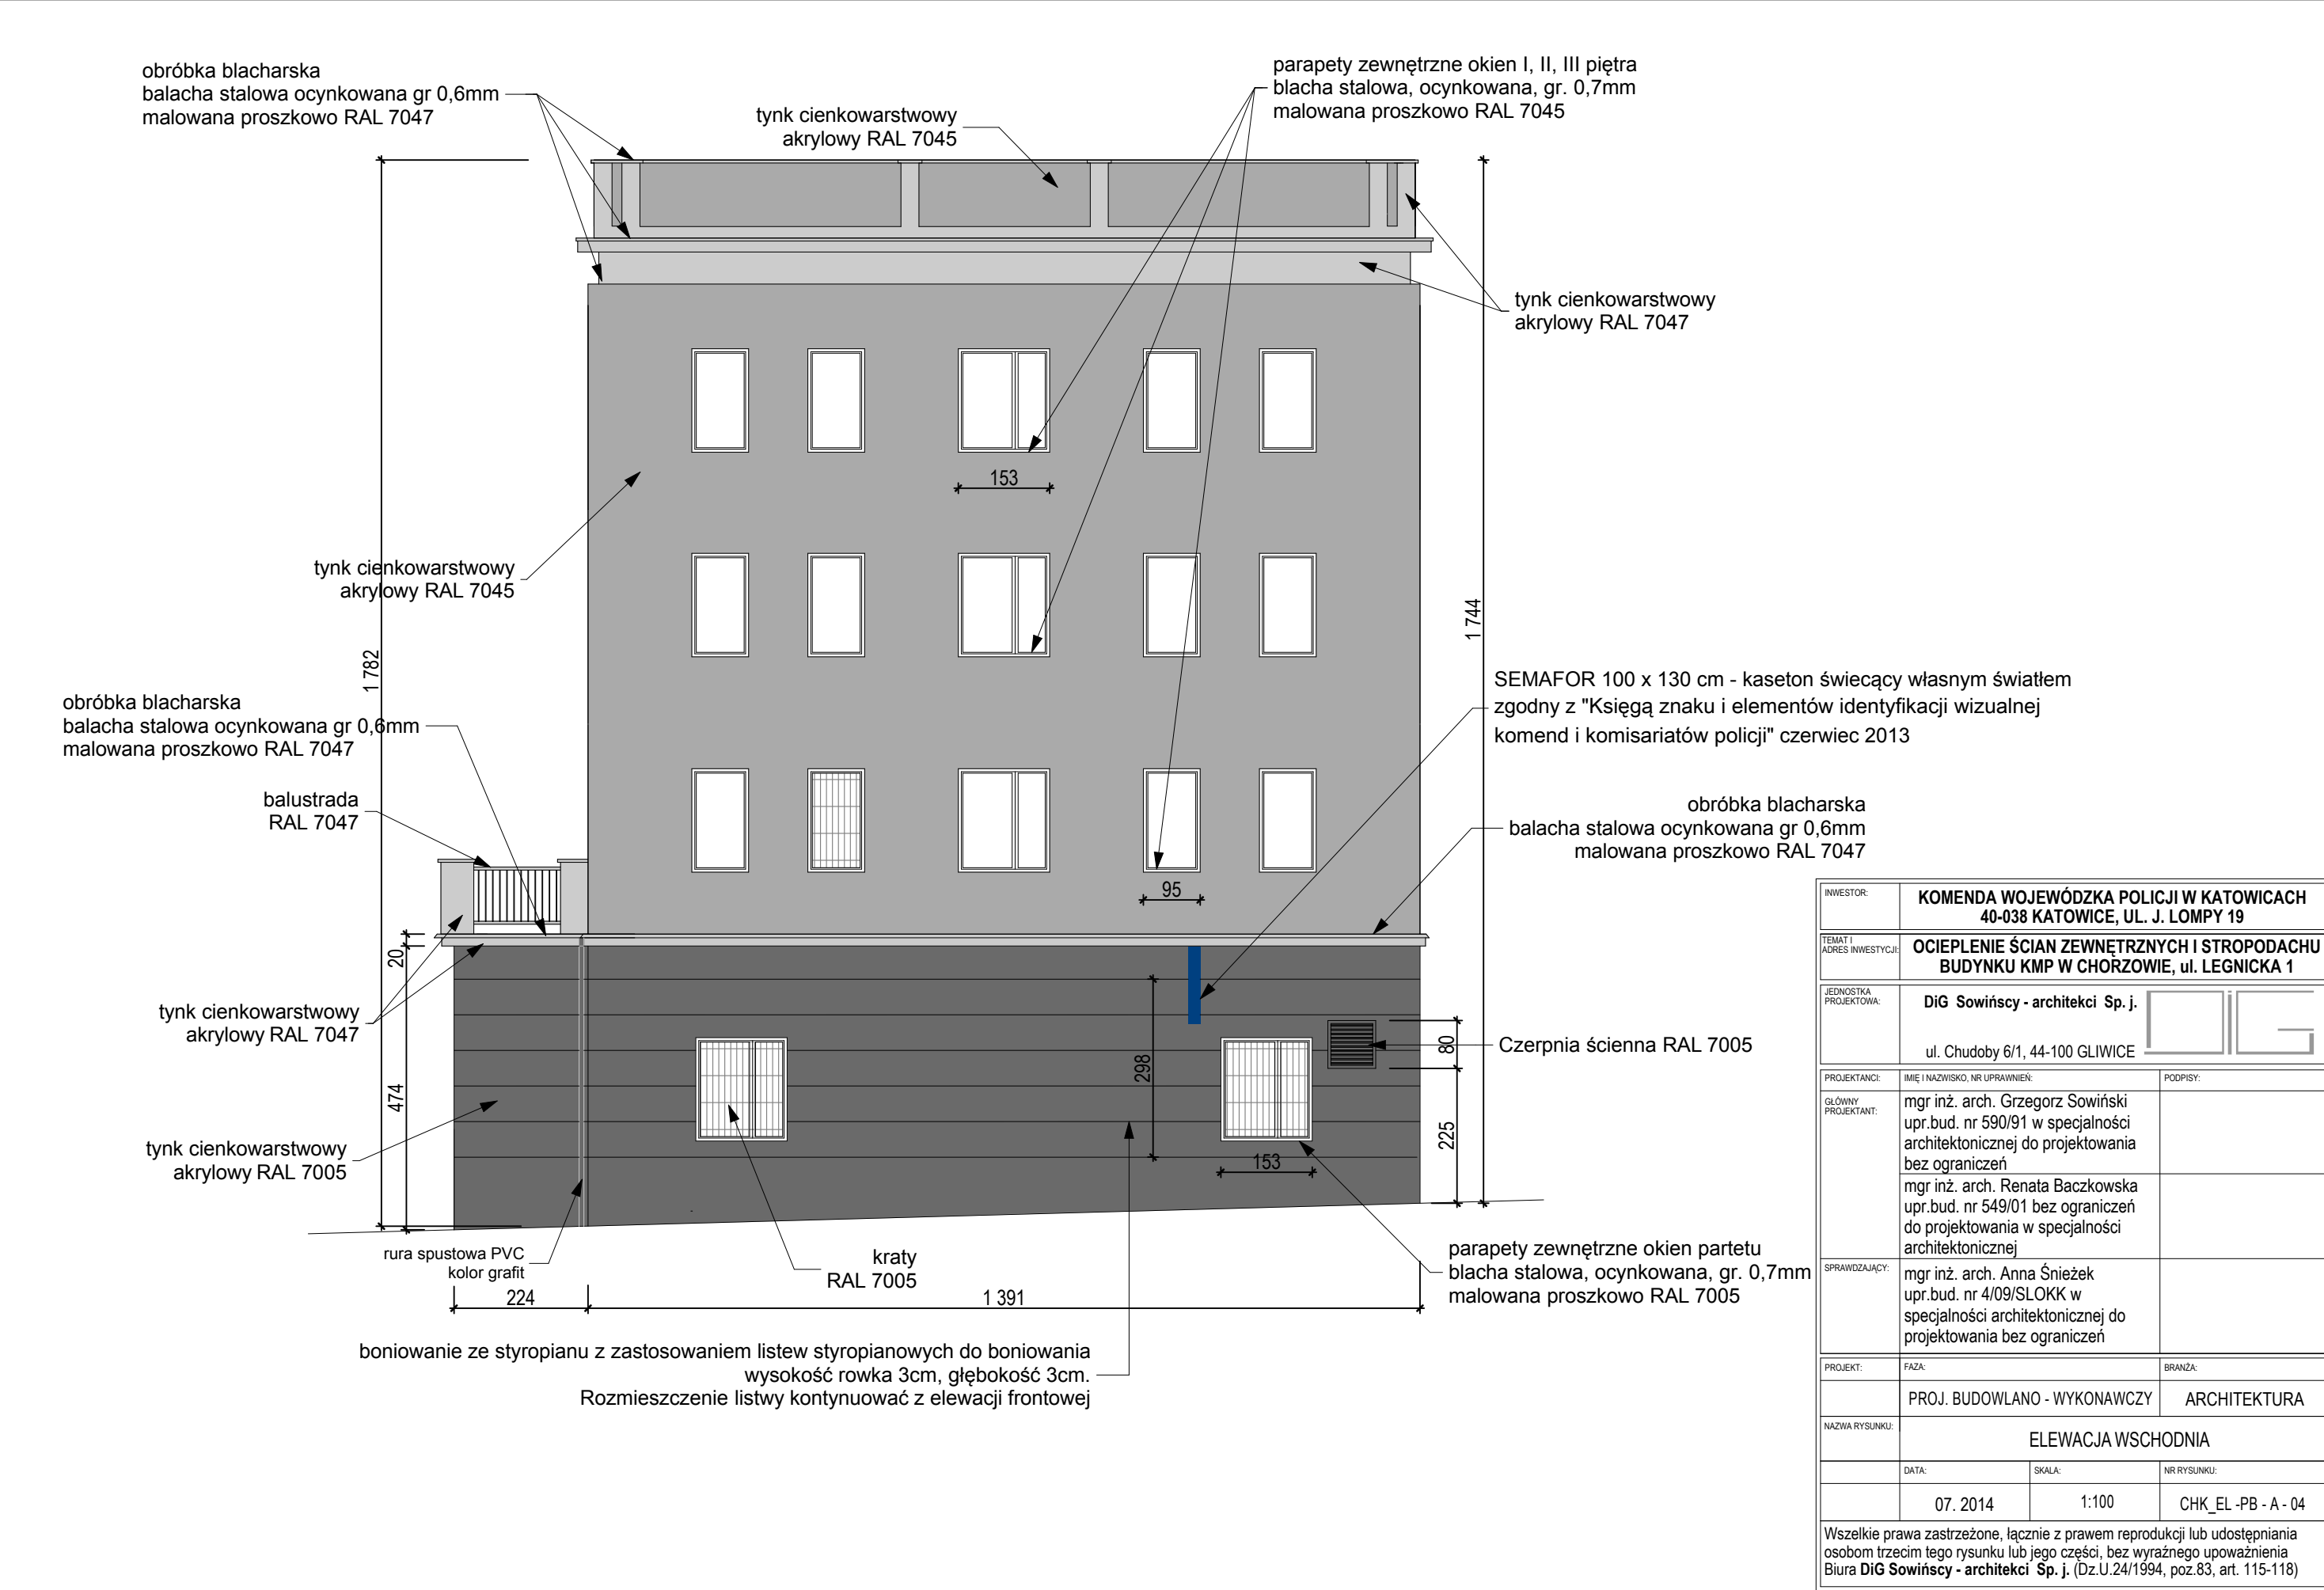 obróbka blacharska
balacha stalowa ocynkowana gr 0,6mm
malowana proszkowo RAL 7047
tynk cienkowarstwowy
akrylowy RAL 7045
parapety zewnętrzne okien I, II, III piętra
blacha stalowa, ocynkowana, gr. 0,7mm
malowana proszkowo RAL 7045
tynk cienkowarstwowy
akrylowy RAL 7047
153
tynk cienkowarstwowy
akrylowy RAL 7045
1 782
1 744
SEMAFOR 100 x 130 cm - kaseton świecący własnym światłem
zgodny z "Księgą znaku i elementów identyfikacji wizualnej
komend i komisariatów policji" czerwiec 2013
obróbka blacharska
balacha stalowa ocynkowana gr 0,6mm
malowana proszkowo RAL 7047
balustrada
RAL 7047
obróbka blacharska
balacha stalowa ocynkowana gr 0,6mm
malowana proszkowo RAL 7047
95
20
tynk cienkowarstwowy
akrylowy RAL 7047
474
298
80
Czerpnia ścienna RAL 7005
225
153
tynk cienkowarstwowy
akrylowy RAL 7005
rura spustowa PVC
kolor grafit
kraty
RAL 7005
parapety zewnętrzne okien partetu
blacha stalowa, ocynkowana, gr. 0,7mm
malowana proszkowo RAL 7005
224
1 391
boniowanie ze styropianu z zastosowaniem listew styropianowych do boniowania
wysokość rowka 3cm, głębokość 3cm.
Rozmieszczenie listwy kontynuować z elewacji frontowej
INWESTOR:
KOMENDA WOJEWÓDZKA POLICJI W KATOWICACH
40-038 KATOWICE, UL. J. LOMPY 19
TEMAT I
ADRES INWESTYCJI:
OCIEPLENIE ŚCIAN ZEWNĘTRZNYCH I STROPODACHU
BUDYNKU KMP W CHORZOWIE, ul. LEGNICKA 1
JEDNOSTKA
PROJEKTOWA:
DiG Sowińscy - architekci Sp. j.
ul. Chudoby 6/1, 44-100 GLIWICE
DiG
PROJEKTANCI:
IMIĘ I NAZWISKO, NR UPRAWNIEŃ:
PODPISY:
GŁÓWNY
PROJEKTANT:
mgr inż. arch. Grzegorz Sowiński
upr.bud. nr 590/91 w specjalności
architektonicznej do projektowania
bez ograniczeń
mgr inż. arch. Renata Baczkowska
upr.bud. nr 549/01 bez ograniczeń
do projektowania w specjalności
architektonicznej
SPRAWDZAJĄCY:
mgr inż. arch. Anna Śnieżek
upr.bud. nr 4/09/SLOKK w
specjalności architektonicznej do
projektowania bez ograniczeń
PROJEKT:
FAZA:
BRANŻA:
PROJ. BUDOWLANO - WYKONAWCZY
ARCHITEKTURA
NAZWA RYSUNKU:
ELEWACJA WSCHODNIA
DATA:
SKALA:
NR RYSUNKU:
07. 2014
1:100
CHK_EL -PB - A - 04
Wszelkie prawa zastrzeżone, łącznie z prawem reprodukcji lub udostępniania
osobom trzecim tego rysunku lub jego części, bez wyraźnego upoważnienia
Biura DiG Sowińscy - architekci Sp. j. (Dz.U.24/1994, poz.83, art. 115-118)